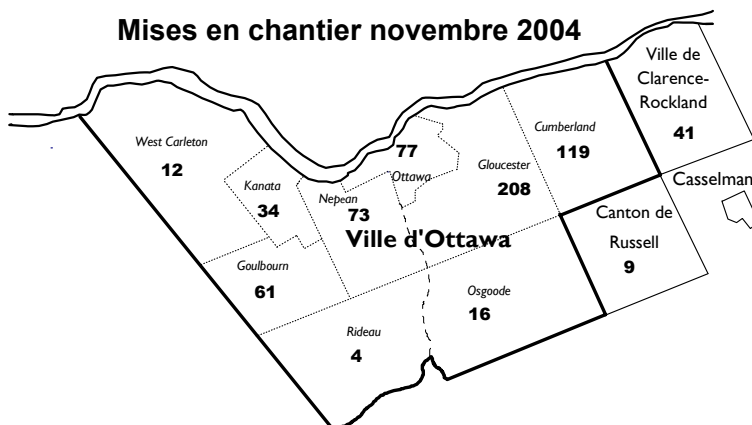 Mises en chantier novembre 2004
Ville de
Clarence-
Rockland
41
West Carleton
12
Kanata
34
Nepean
73
77
Ottawa
Gloucester
208
Cumberland
119
Casselman
Canton de
Russell
9
Ville d'Ottawa
Goulbourn
61
Osgoode
16
Rideau
4